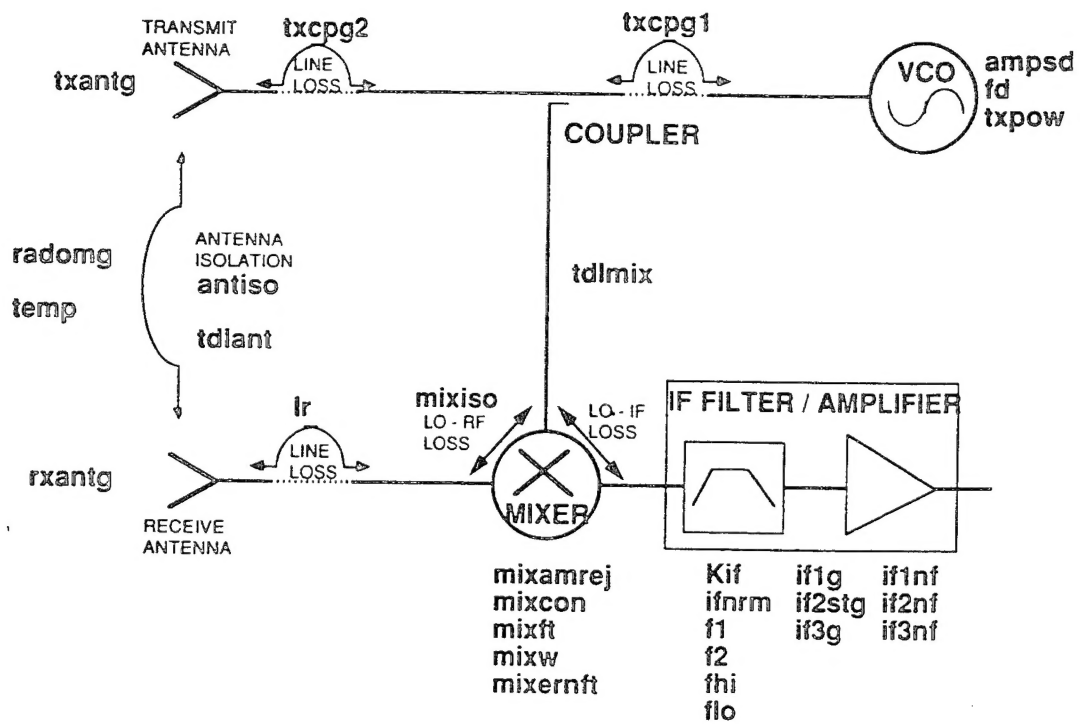 TRANSMIT
ANTENNA
txantg
txcpg2
LINE
LOSS
txcpg1
LINE
LOSS
VCO
ampsd
fd
txpow
COUPLER
radomg
temp
ANTENNA
ISOLATION
antiso
tdlant
tdlmix
lr
LINE
LOSS
mixiso
LO - RF
LOSS
LO - IF
LOSS
IF FILTER / AMPLIFIER
rxantg
RECEIVE
ANTENNA
MIXER
mixamrej
mixcon
mixft
mixw
mixernft
Kif
ifnrm
f1
f2
fhi
flo
if1g
if2stg
if3g
if1nf
if2nf
if3nf